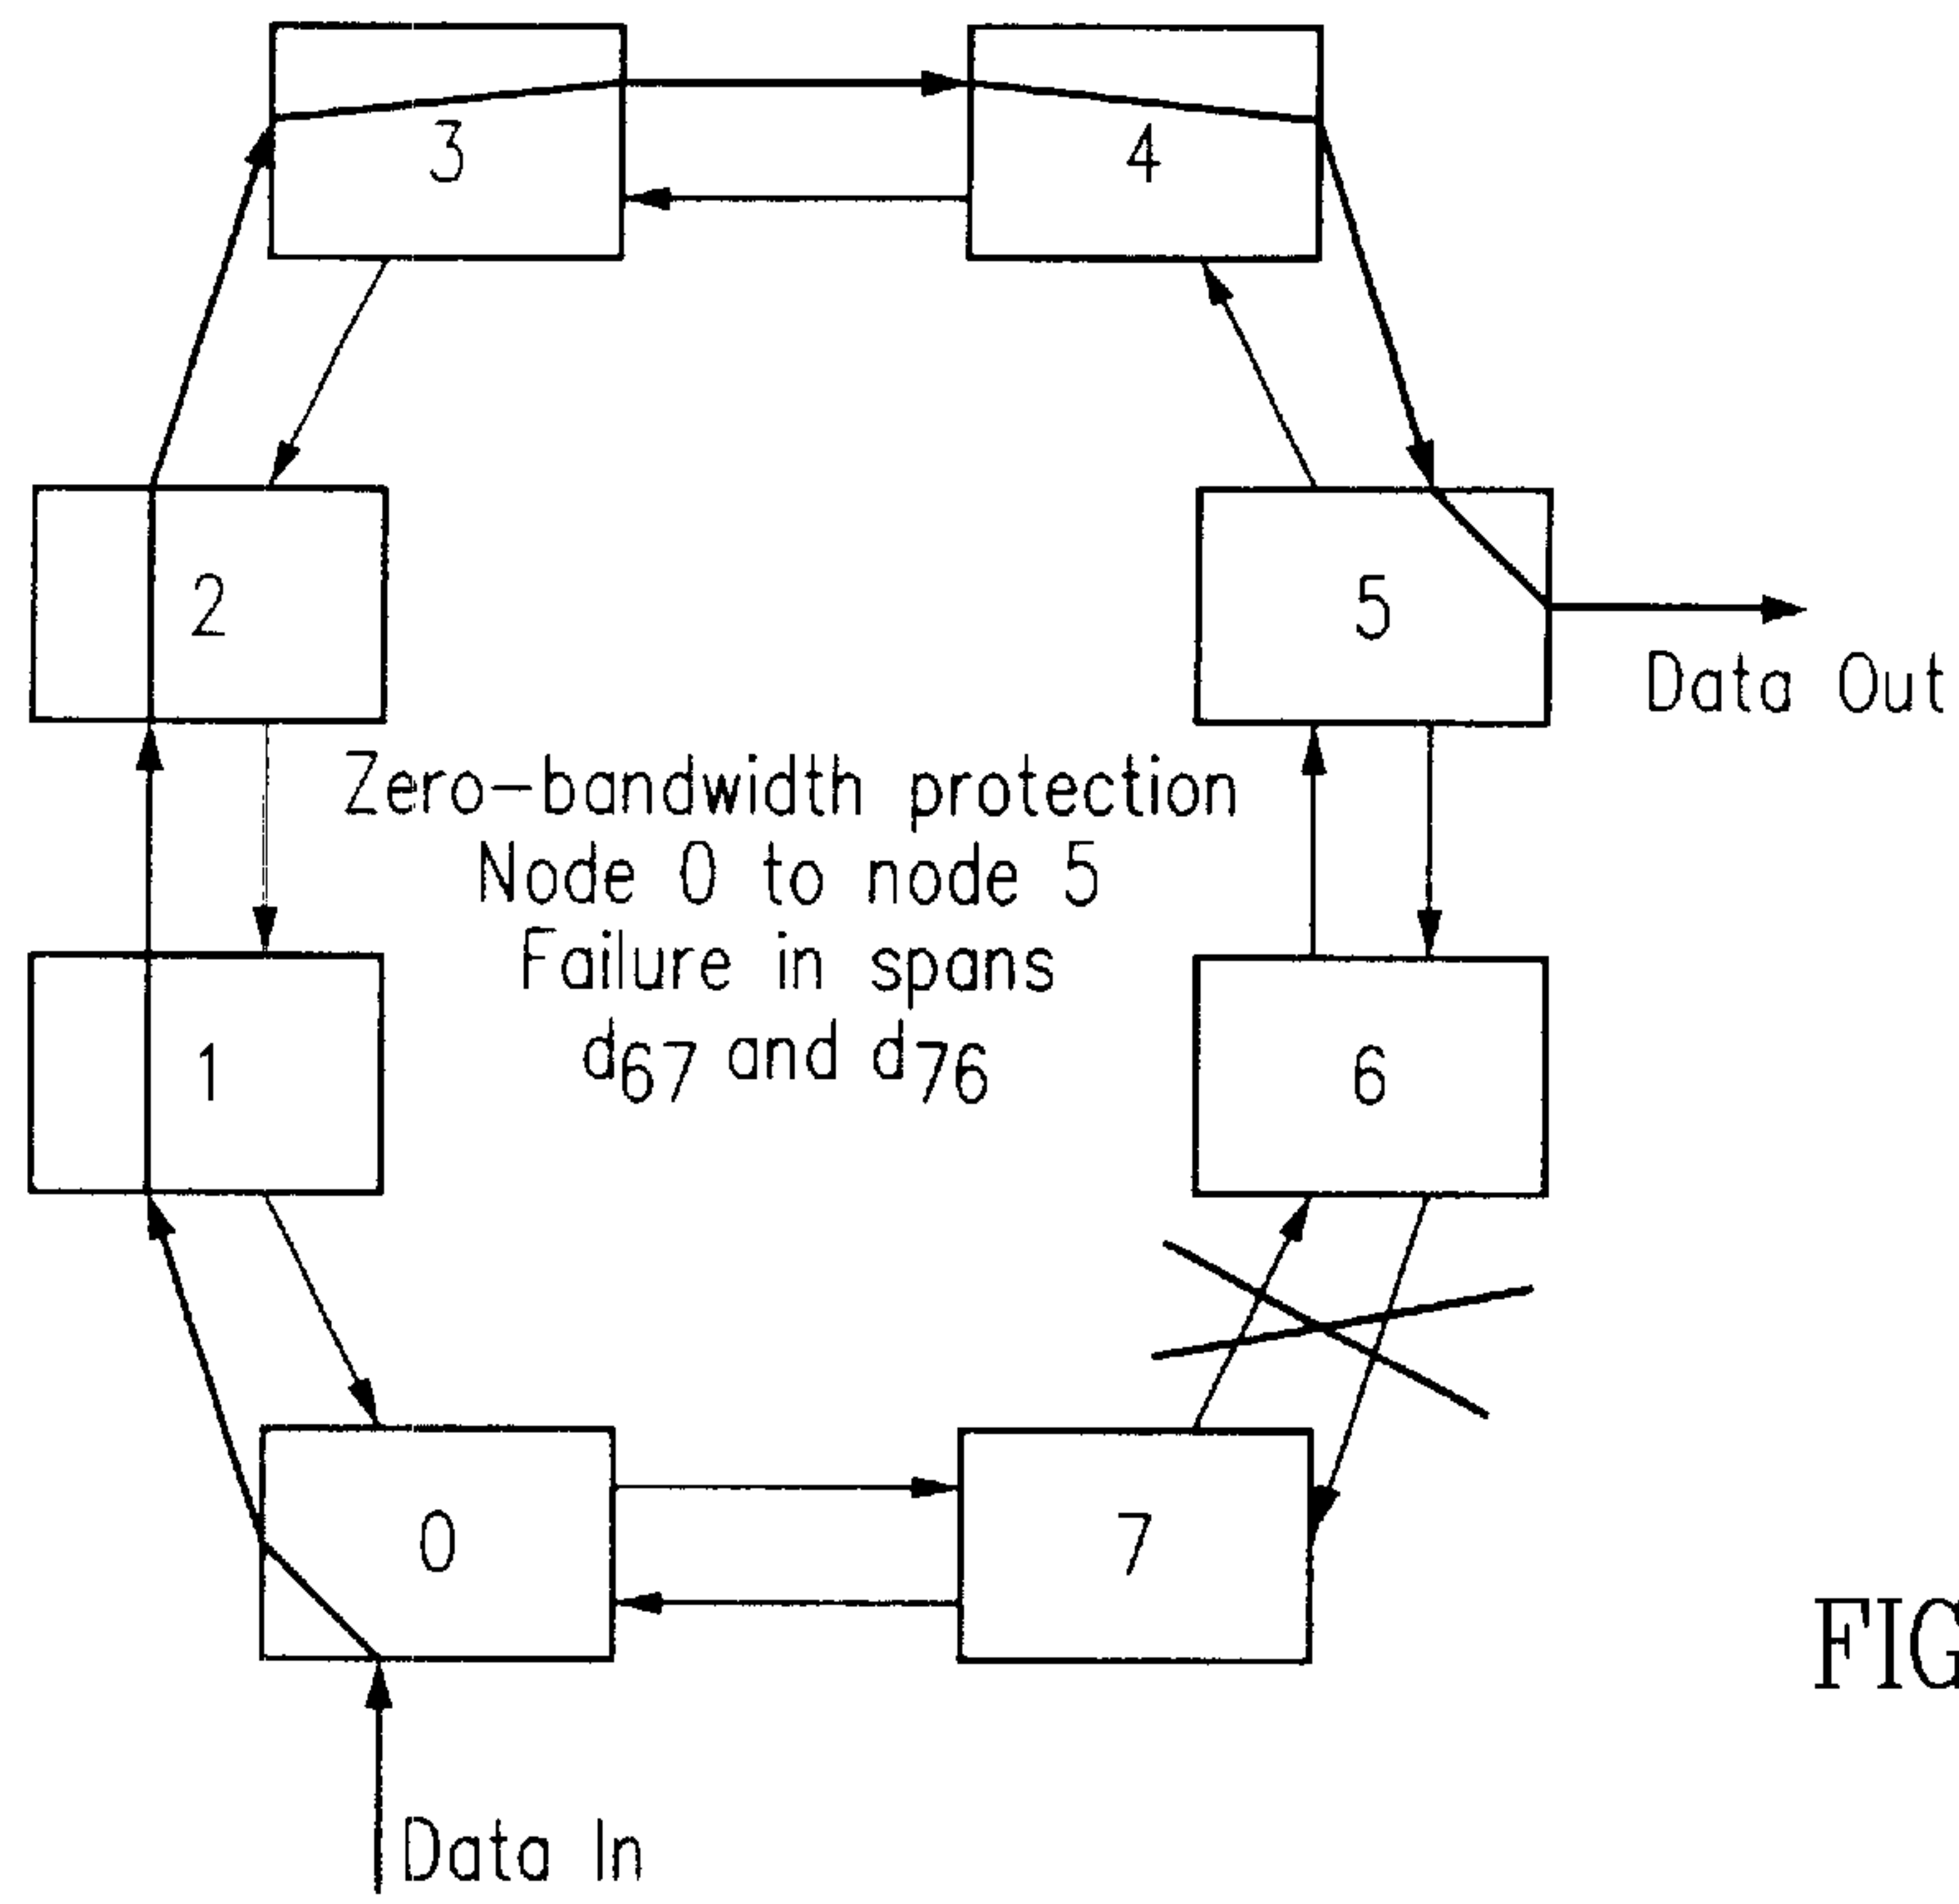 3
4
2
5
Data Out
Zero-bandwidth protection
Node 0 to node 5
Failure in spans
d67 and d76
1
6
0
7
FIG
Data In